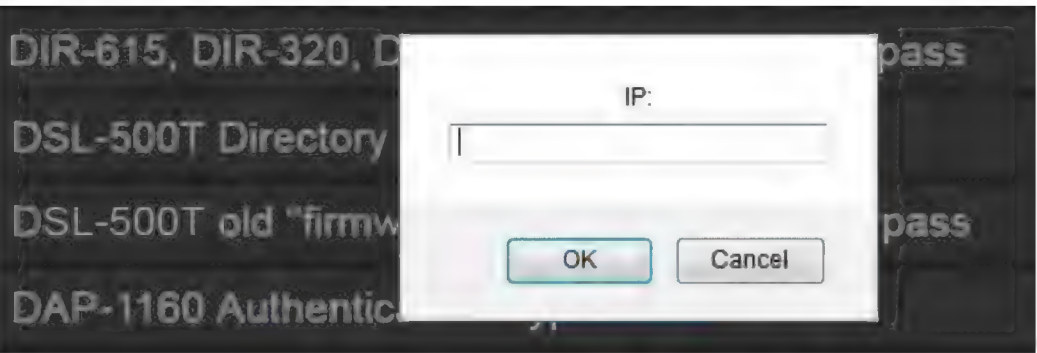 DIR-615, DIR-320, D pass
IP:
DSL-500T Directory
DSL-500T old "firmw pass
OK Cancel
DAP-1160 Authentic